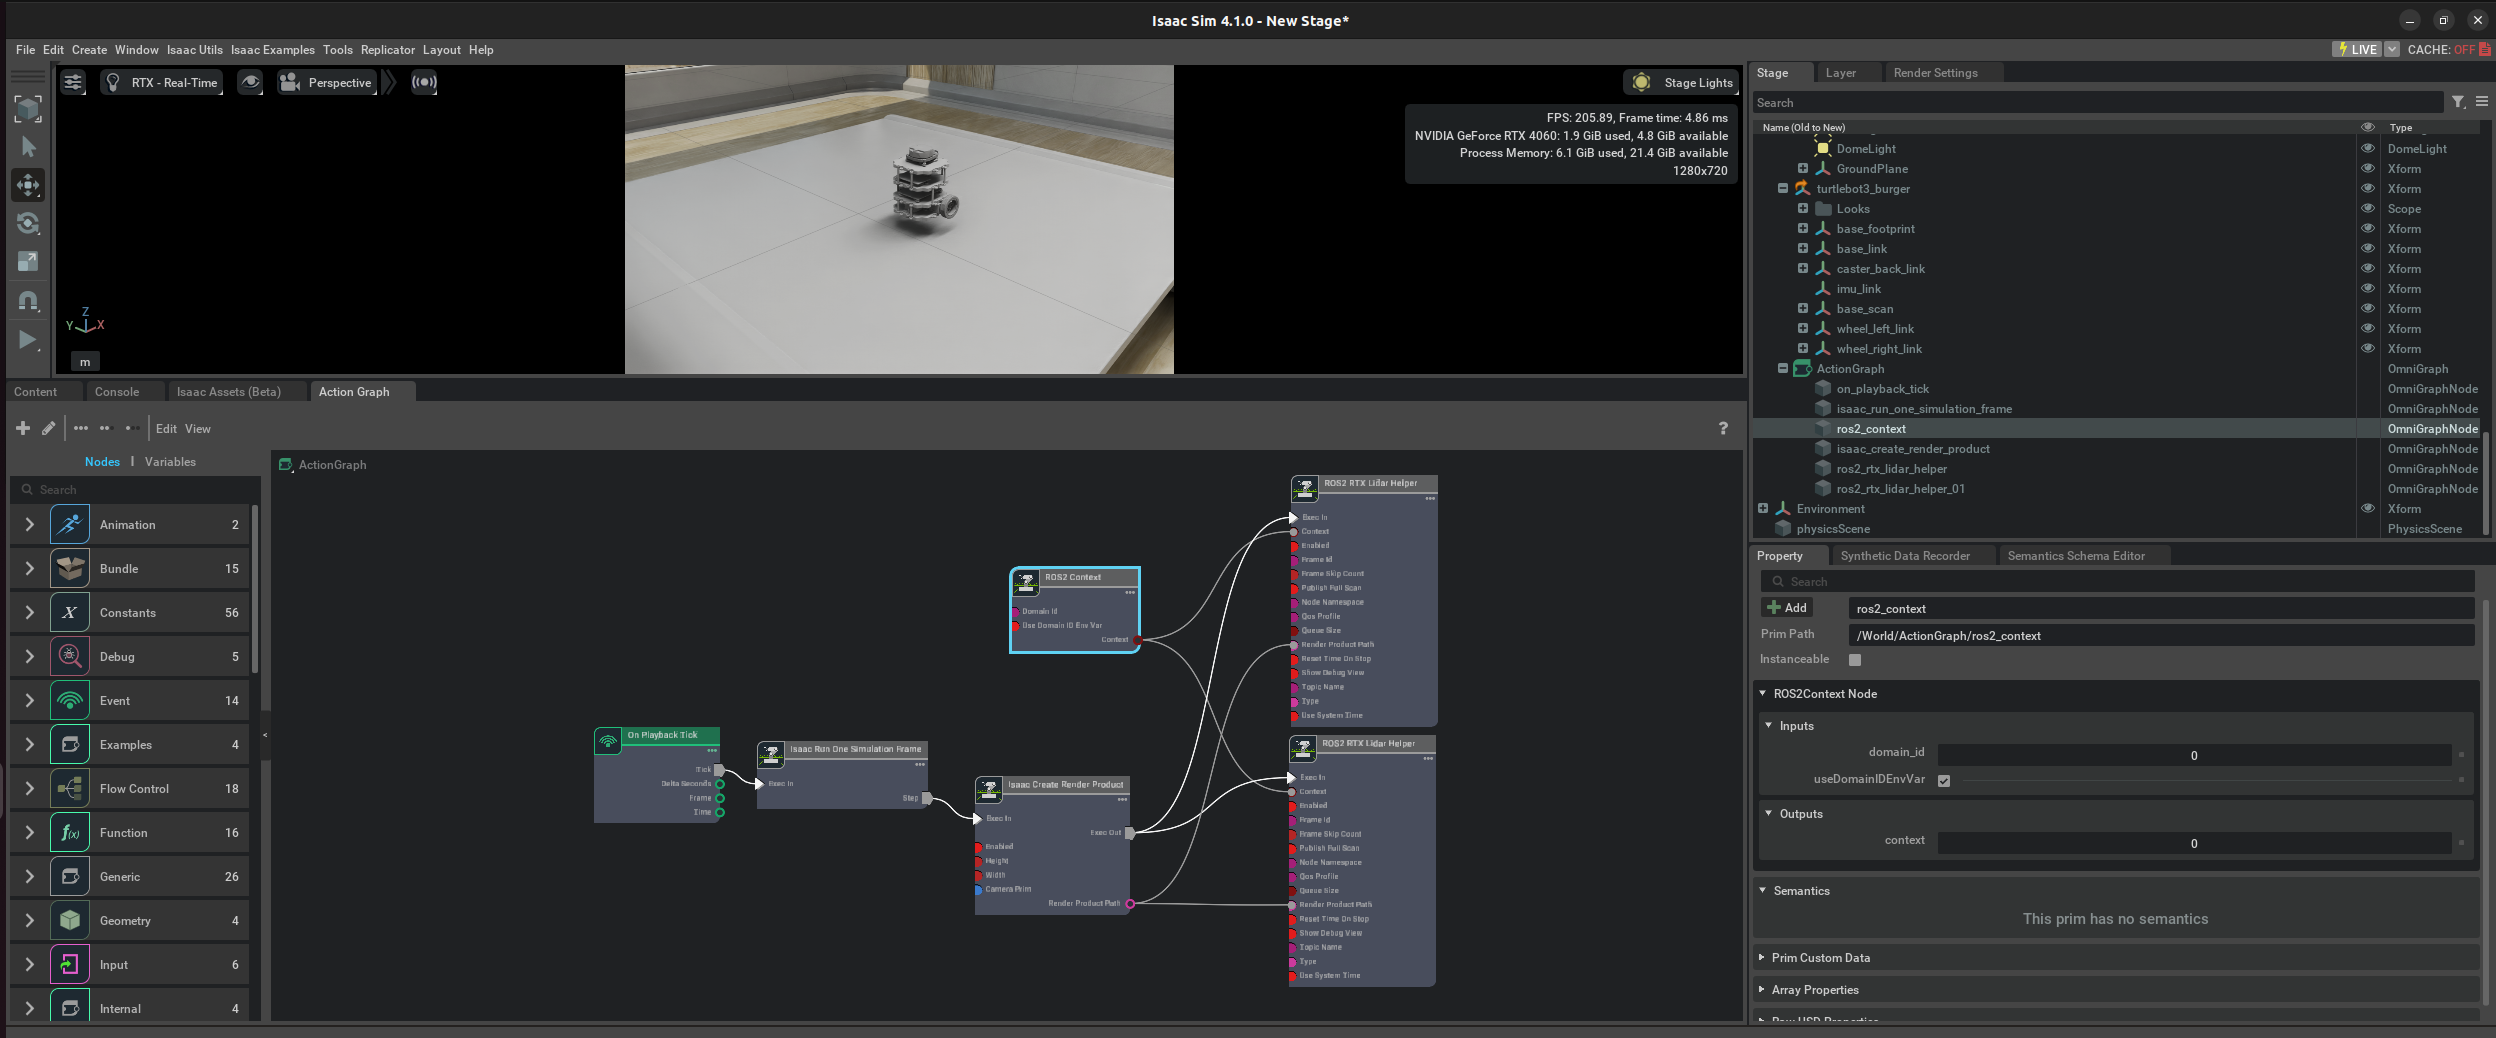 Isaac Sim 4.1.0 - New Stage*
File Edit Create Window Isaac Utils Isaac Examples Tools Replicator Layout Help
LIVE CACHE: OFF
RTX - Real-Time
Perspective
Stage Lights
FPS: 205.89, Frame time: 4.86 ms
NVIDIA GeForce RTX 4060: 1.9 GiB used, 4.8 GiB available
Process Memory: 6.1 GiB used, 21.4 GiB available
1280x720
Z
Y X
m
Content Console Isaac Assets (Beta) Action Graph
Edit View
?
Nodes | Variables
Search
Animation 2
Bundle 15
Constants 56
Debug 5
Event 14
Examples 4
Flow Control 18
Function 16
Generic 26
Geometry 4
Input 6
Internal 4
ActionGraph
On Playback Tick
Tick
Delta Seconds
Frame
Time
Isaac Run One Simulation Frame
Exec In
Step
Isaac Create Render Product
Exec In
Exec Out
Enabled
Height
Width
Camera Prim
Render Product Path
ROS2 Context
Domain Id
Use Domain ID Env Var
Context
ROS2 RTX Lidar Helper
Exec In
Context
Enabled
Frame Id
Frame Skip Count
Publish Full Scan
Node Namespace
Qos Profile
Queue Size
Render Product Path
Reset Time On Stop
Show Debug View
Topic Name
Type
Use System Time
ROS2 RTX Lidar Helper
Exec In
Context
Enabled
Frame Id
Frame Skip Count
Publish Full Scan
Node Namespace
Qos Profile
Queue Size
Render Product Path
Reset Time On Stop
Show Debug View
Topic Name
Type
Use System Time
Stage Layer Render Settings
Search
Name (Old to New) Type
DomeLight DomeLight
GroundPlane Xform
turtlebot3_burger Xform
Looks Scope
base_footprint Xform
base_link Xform
caster_back_link Xform
imu_link Xform
base_scan Xform
wheel_left_link Xform
wheel_right_link Xform
ActionGraph OmniGraph
on_playback_tick OmniGraphNode
isaac_run_one_simulation_frame OmniGraphNode
ros2_context OmniGraphNode
isaac_create_render_product OmniGraphNode
ros2_rtx_lidar_helper OmniGraphNode
ros2_rtx_lidar_helper_01 OmniGraphNode
Environment Xform
physicsScene PhysicsScene
Property Synthetic Data Recorder Semantics Schema Editor
Search
Add ros2_context
Prim Path /World/ActionGraph/ros2_context
Instanceable
ROS2Context Node
Inputs
domain_id 0
useDomainIDEnvVar
Outputs
context 0
Semantics
This prim has no semantics
Prim Custom Data
Array Properties
Raw USD Properties